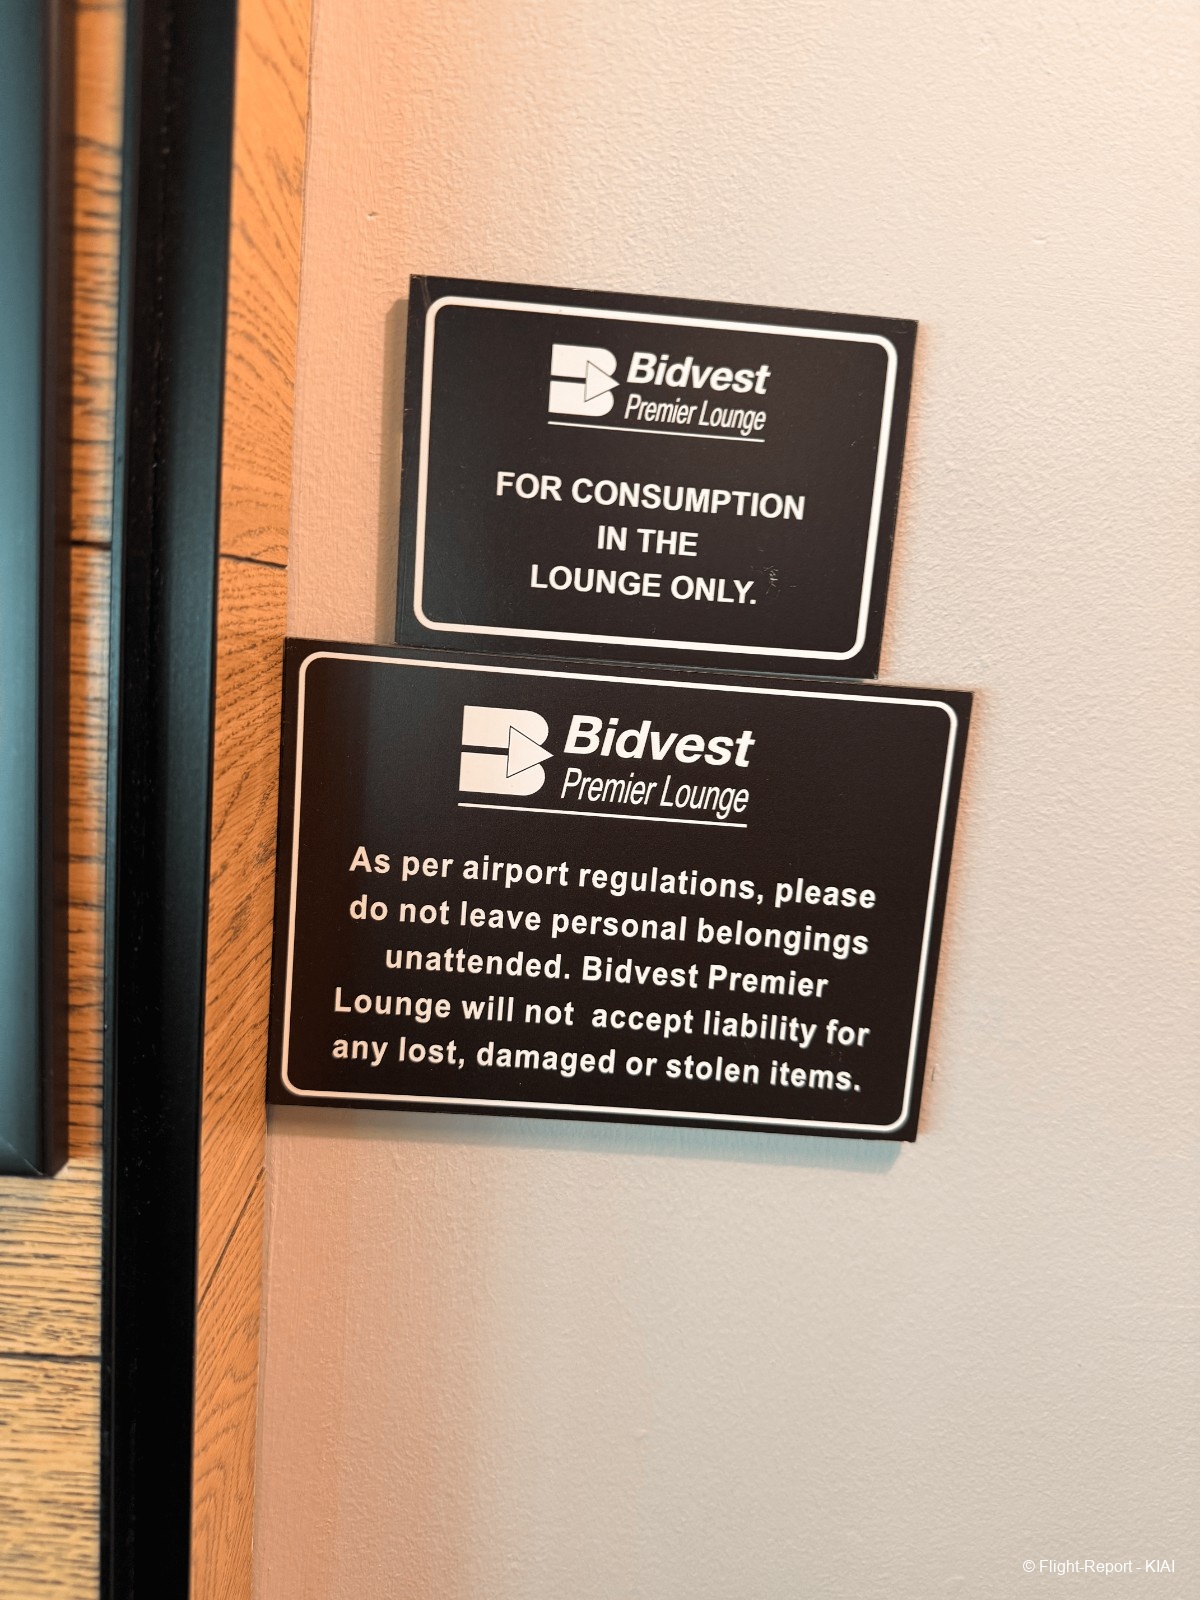 Bidvest
Premier Lounge
FOR CONSUMPTION
IN THE
LOUNGE ONLY.
Bidvest
Premier Lounge
As per airport regulations, please
do not leave personal belongings
unattended. Bidvest Premier
Lounge will not accept liability for
any lost, damaged or stolen items.
© Flight-Report - KIAI